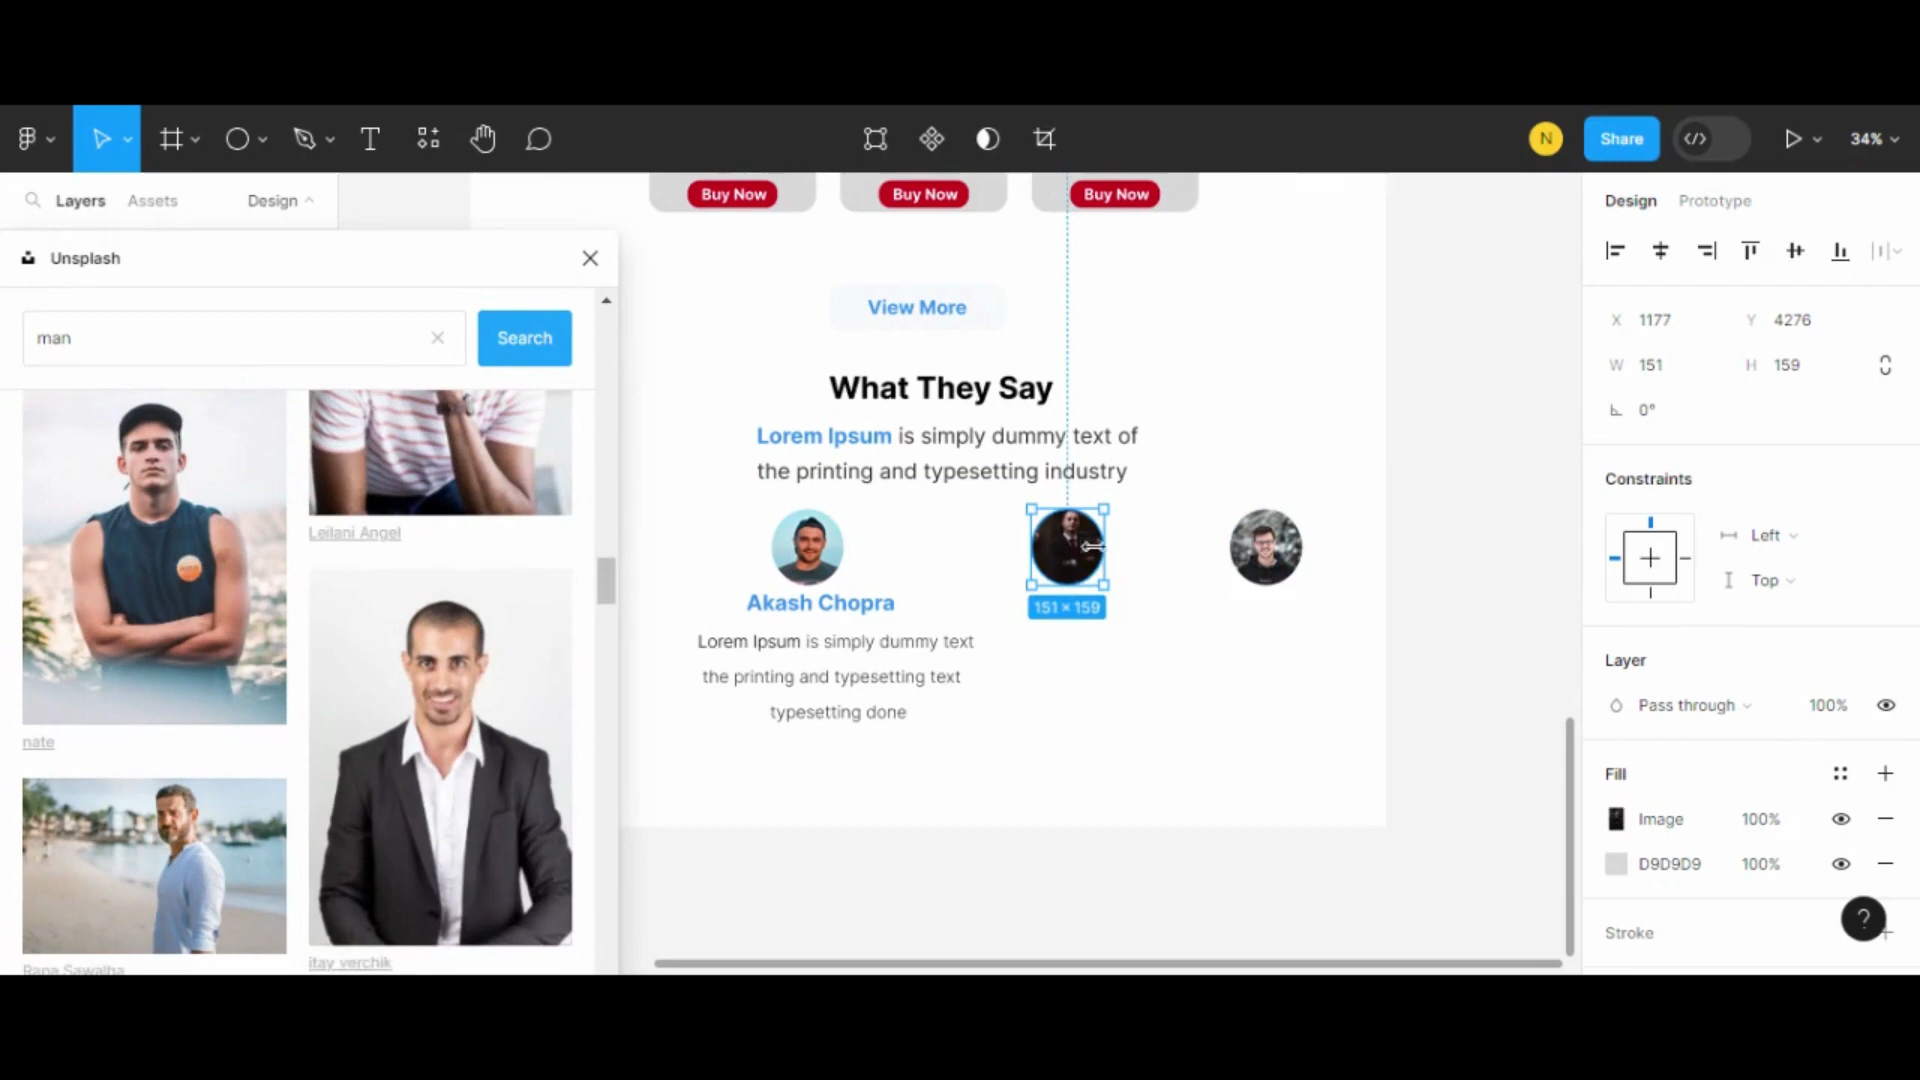 N
Share
34%
Layers
Assets
Design
Unsplash
man
Search
Leilani Angel
nate
Rana Sawalha
itay verchik
Buy Now
Buy Now
Buy Now
View More
What They Say
Lorem Ipsum is simply dummy text of
the printing and typesetting industry
151 × 159
Akash Chopra
Lorem Ipsum is simply dummy text
the printing and typesetting text
typesetting done
Design
Prototype
X 1177
Y 4276
W 151
H 159
0°
Constraints
Left
Top
Layer
Pass through
100%
Fill
Image
100%
D9D9D9
100%
Stroke
?